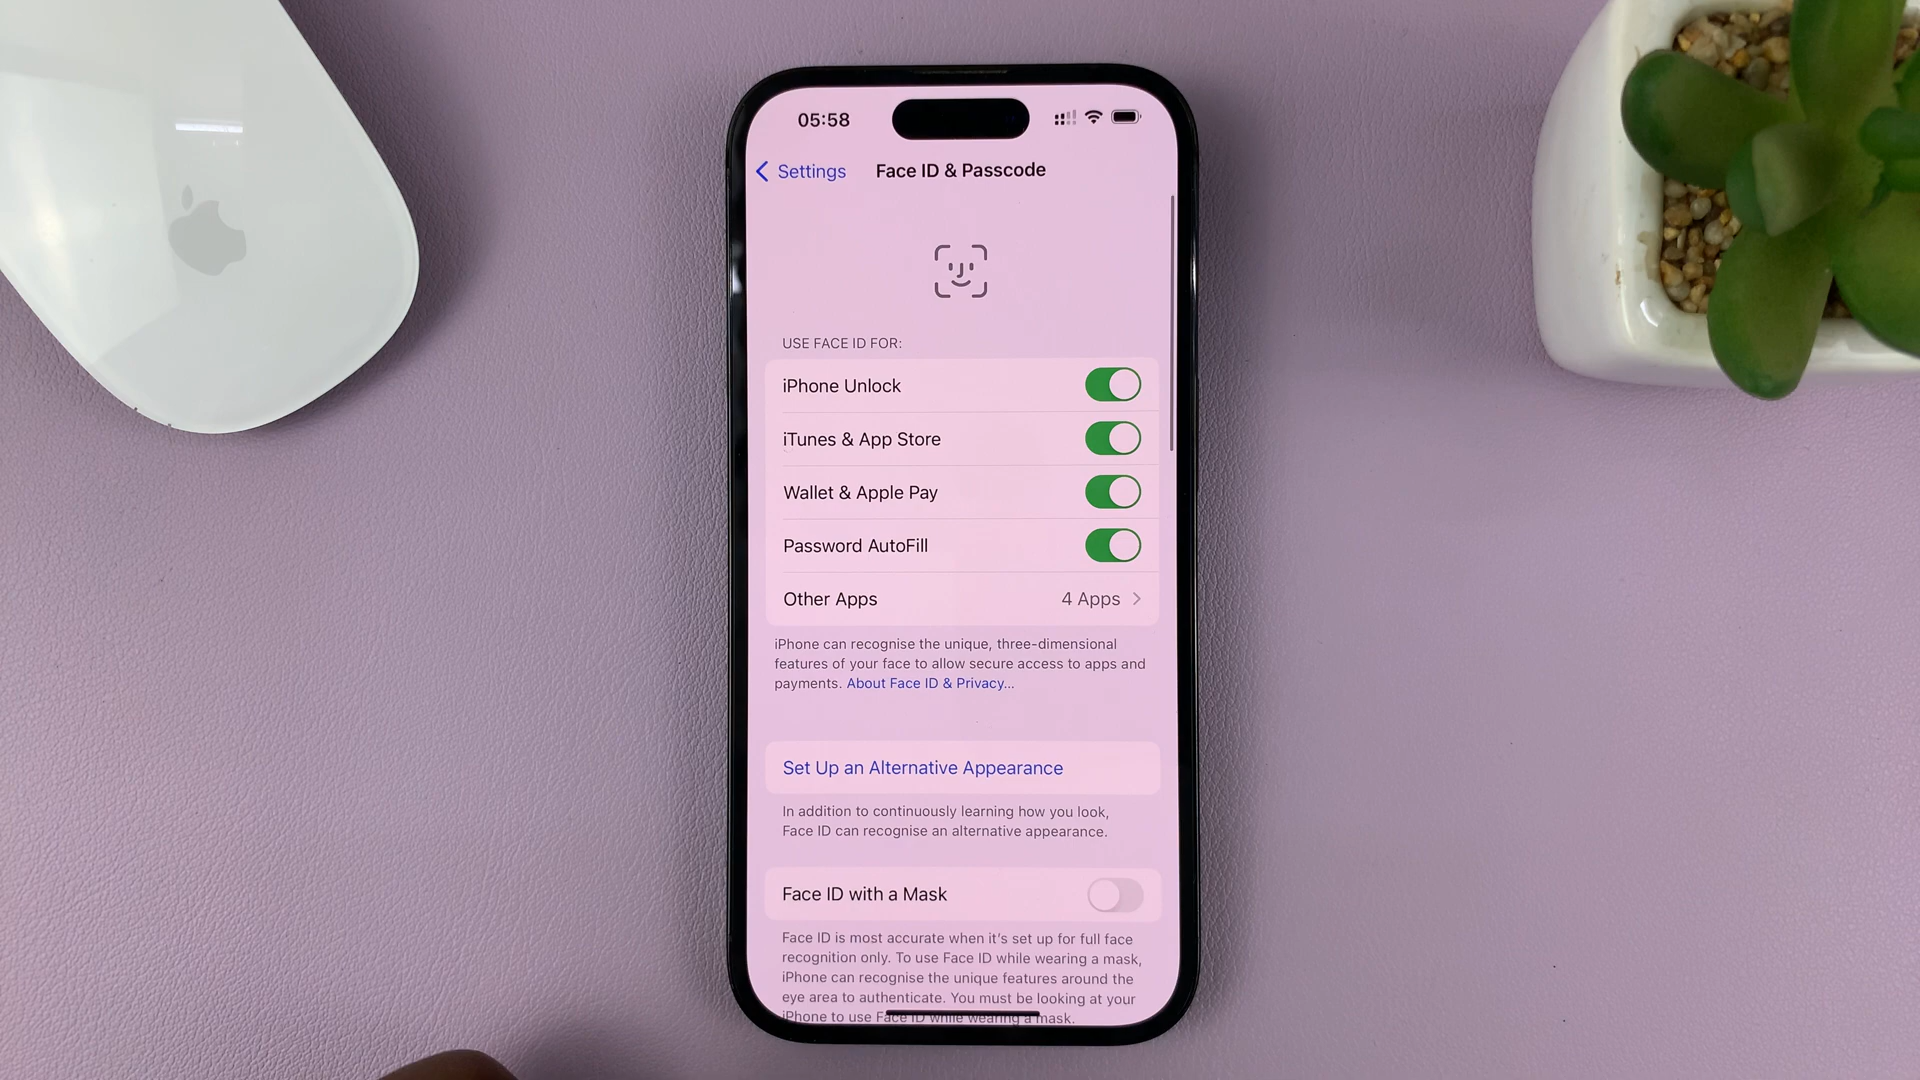 05:58
Settings
Face ID & Passcode
USE FACE ID FOR:
iPhone Unlock
iTunes & App Store
Wallet & Apple Pay
Password AutoFill
Other Apps 4 Apps
iPhone can recognise the unique, three-dimensional
features of your face to allow secure access to apps and
payments. About Face ID & Privacy...
Set Up an Alternative Appearance
In addition to continuously learning how you look,
Face ID can recognise an alternative appearance.
Face ID with a Mask
Face ID is most accurate when it's set up for full face
recognition only. To use Face ID while wearing a mask,
iPhone can recognise the unique features around the
eye area to authenticate. You must be looking at your
iPhone to use Face ID while wearing a mask.